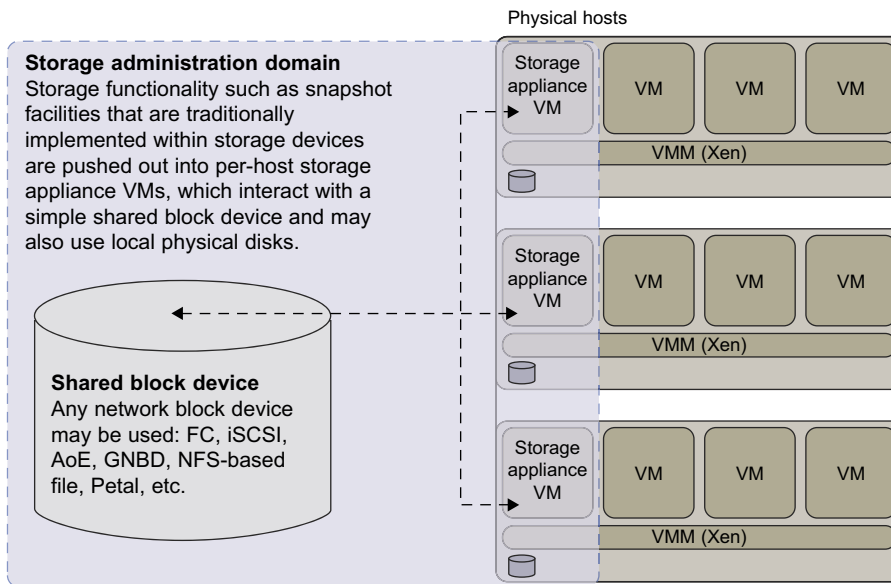 Physical hosts
Storage administration domain
Storage functionality such as snapshot
facilities that are traditionally
implemented within storage devices
are pushed out into per-host storage
appliance VMs, which interact with a
simple shared block device and may
also use local physical disks.
Shared block device
Any network block device
may be used: FC, iSCSI,
AoE, GNBD, NFS-based
file, Petal, etc.
Storage
appliance
VM
VM
VM
VM
VMM (Xen)
Storage
appliance
VM
VM
VM
VM
VMM (Xen)
Storage
appliance
VM
VM
VM
VM
VMM (Xen)